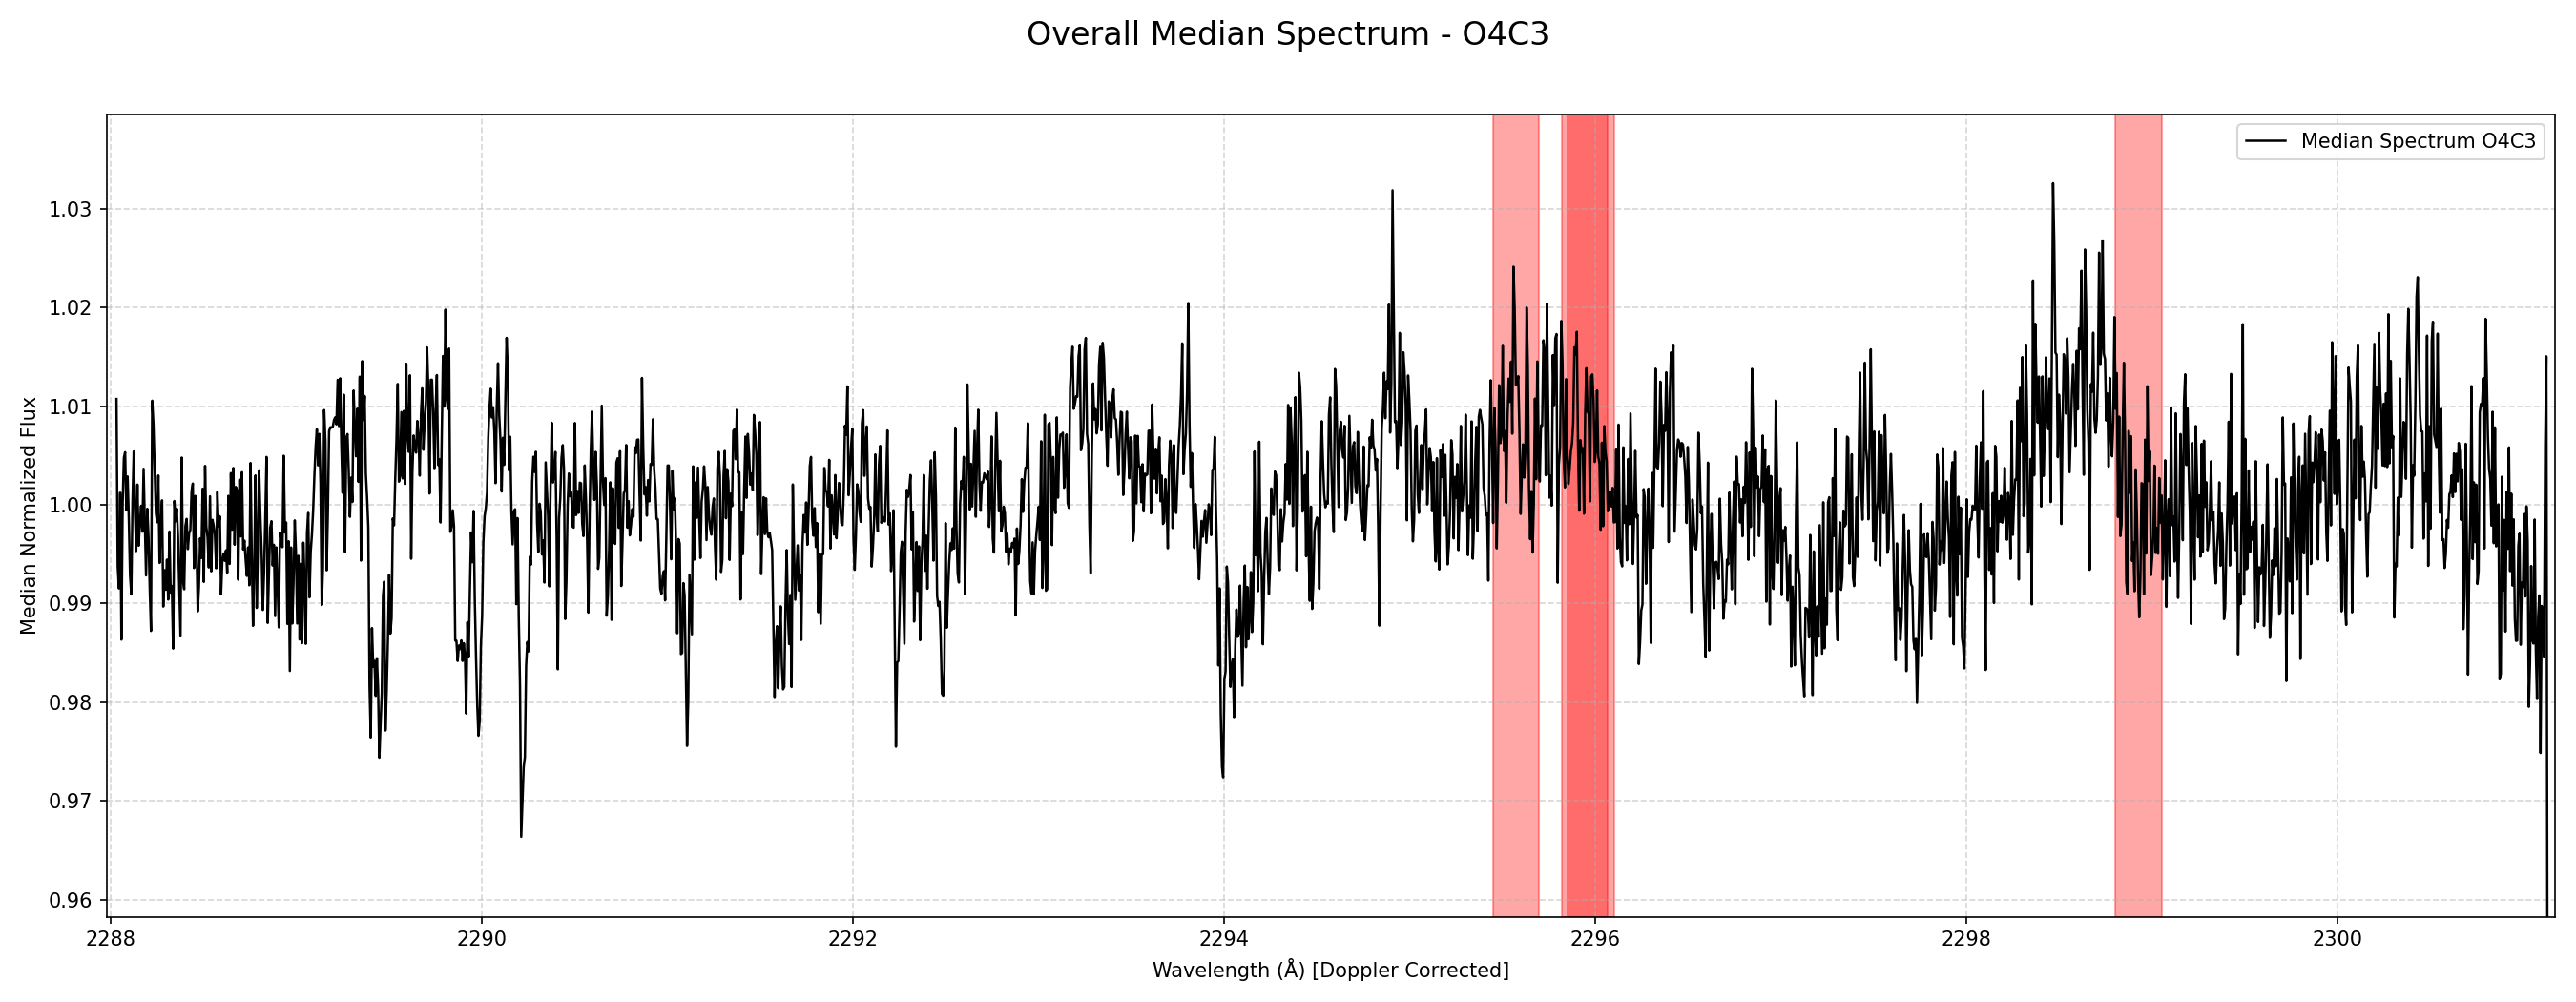 Overall Median Spectrum - O4C3
Median Spectrum O4C3
Median Normalized Flux
1.03
1.02
1.01
1.00
0.99
0.98
0.97
0.96
2288 2290 2292 2294 2296 2298 2300
Wavelength (Å) [Doppler Corrected]